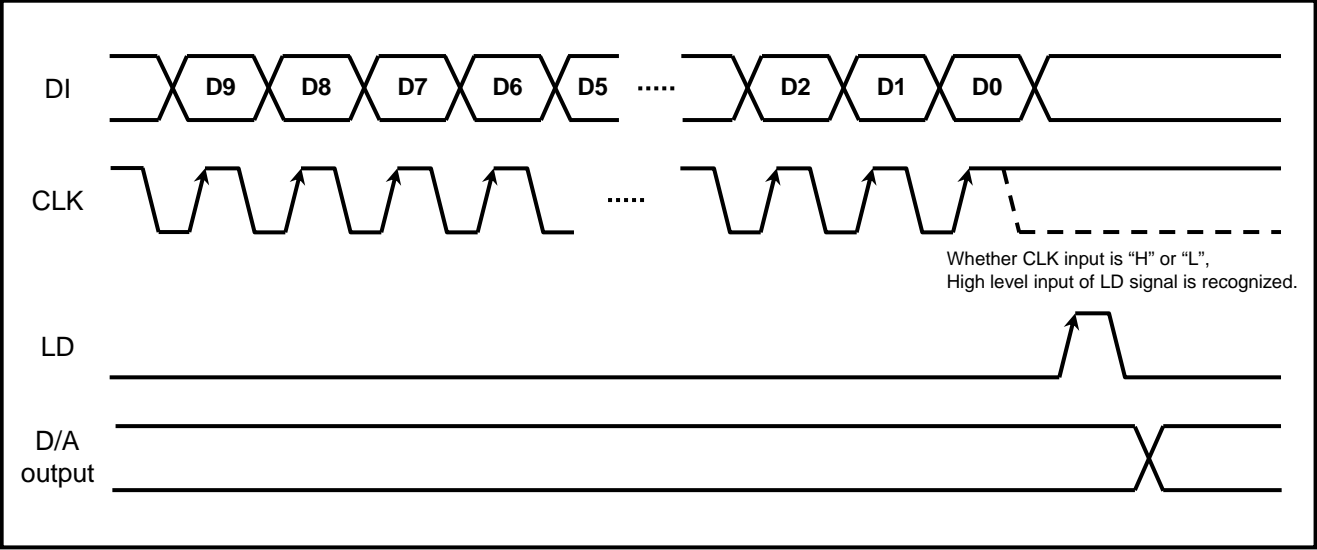 DI
D9 D8 D7 D6 D5 ····· D2 D1 D0
CLK
·····
Whether CLK input is “H” or “L”,
High level input of LD signal is recognized.
LD
D/A
output